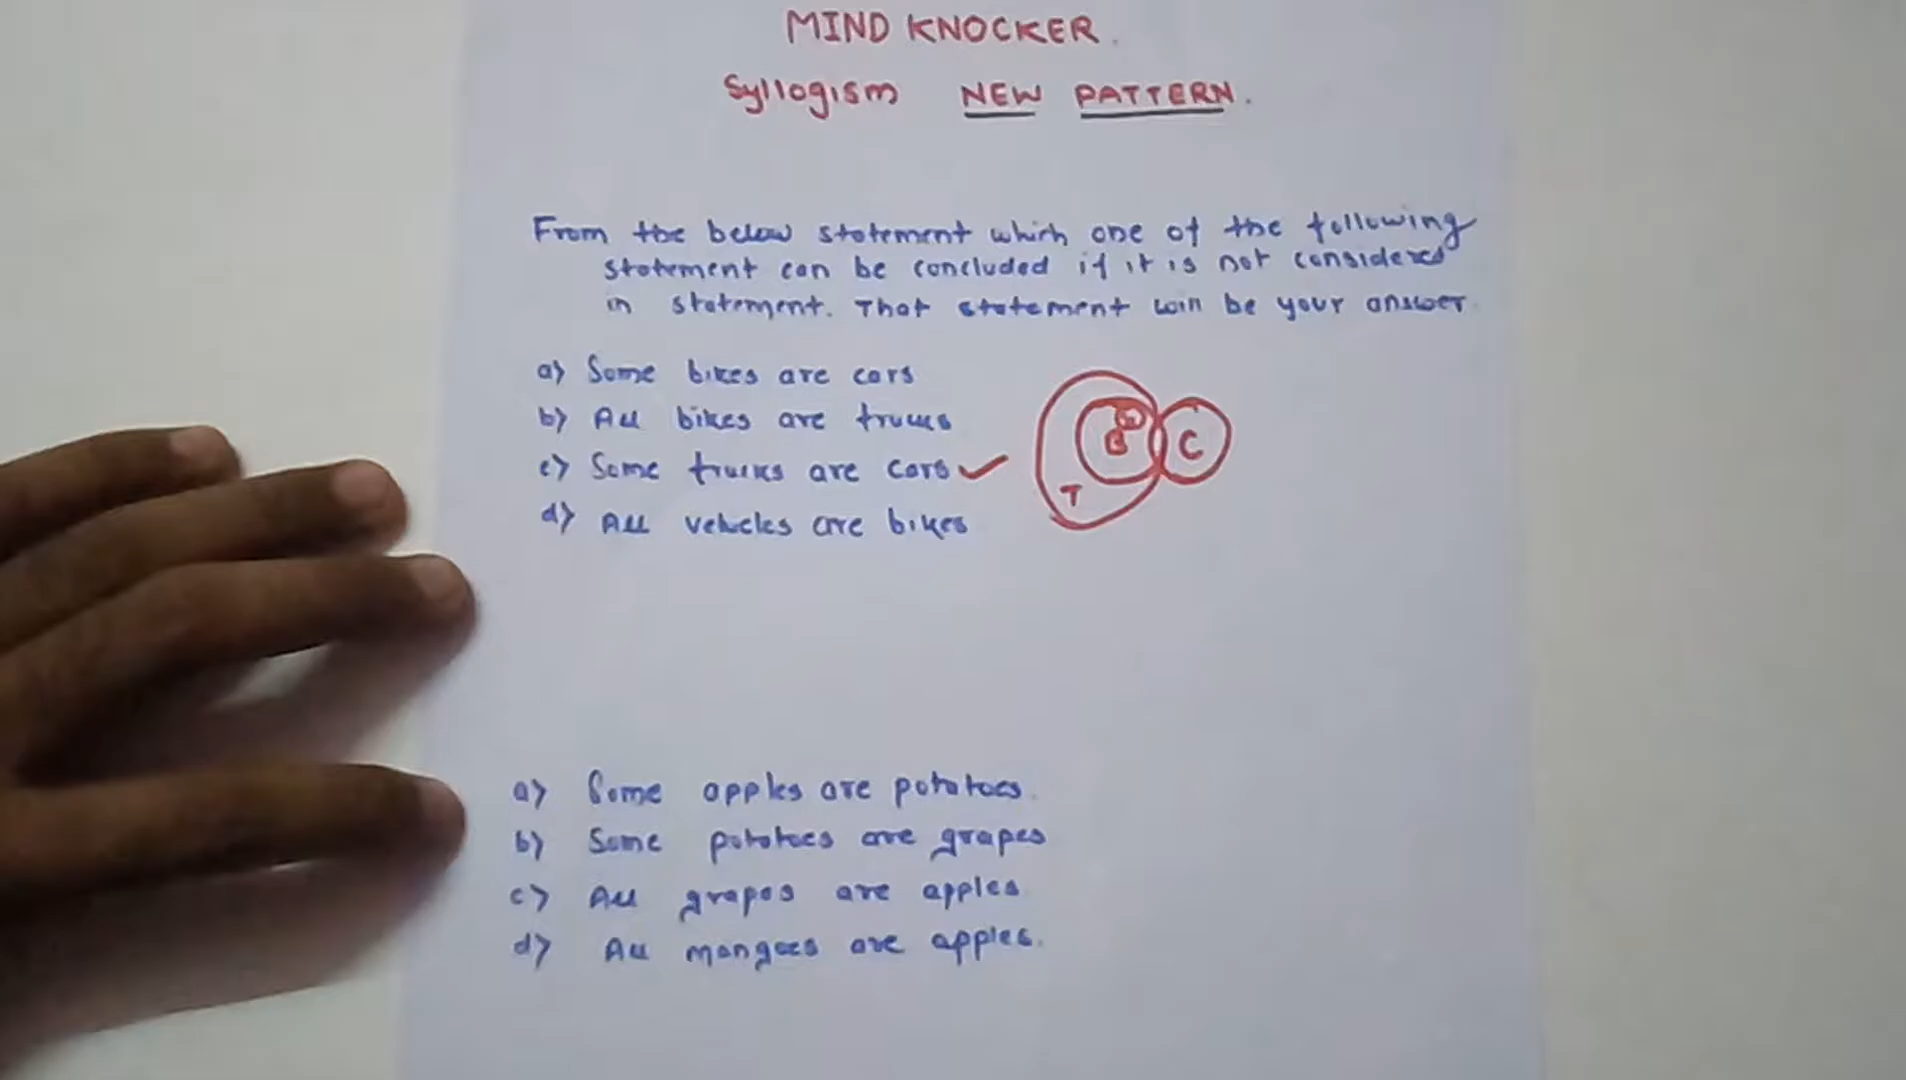 MIND KNOCKER.
Syllogism NEW PATTERN.
From the below statement which one of the following
statement can be concluded if it is not considered
in statement. That statement will be your answer.
a) Some bikes are cars
b) All bikes are trucks
c) Some trucks are cars ✓
d) All vehicles are bikes
B
C
T
a) Some apples are potatoes.
b) Some potatoes are grapes
c) All grapes are apples
d) All mangoes are apples.